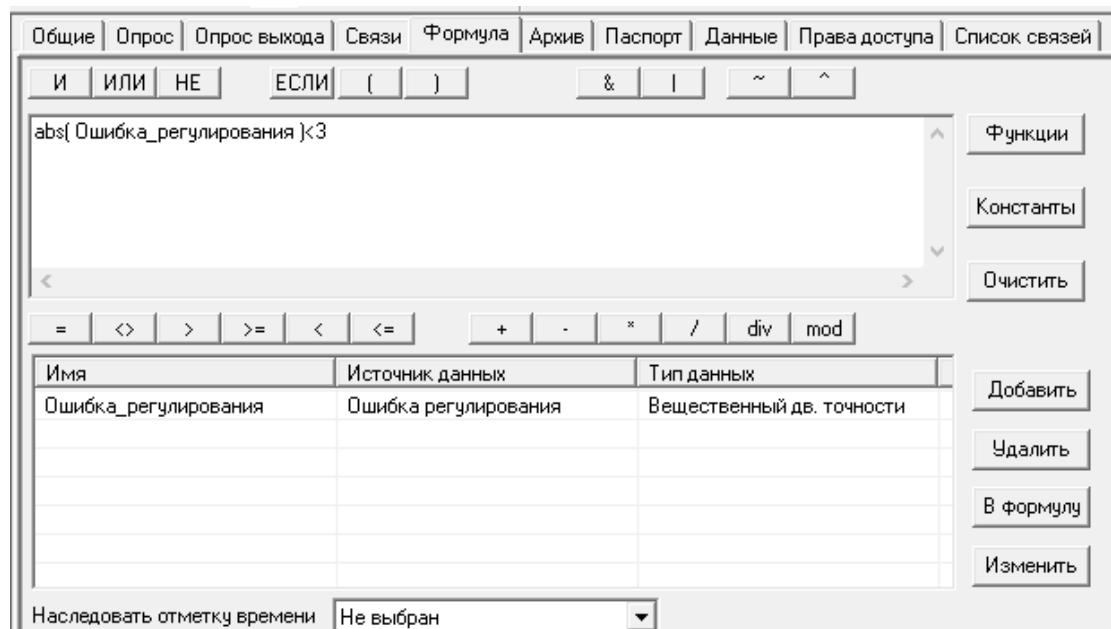 Общие Опрос Опрос выхода Связи Формула Архив Паспорт Данные Права доступа Список связей
И ИЛИ НЕ ЕСЛИ ( ) & | ~ ^
abs( Ошибка_регулирования )<3
Функции
Константы
Очистить
= <> > >= < <= + - * / div mod
Имя Источник данных Тип данных
Ошибка_регулирования Ошибка регулирования Вещественный дв. точности
Добавить
Удалить
В формулу
Изменить
Наследовать отметку времени Не выбран